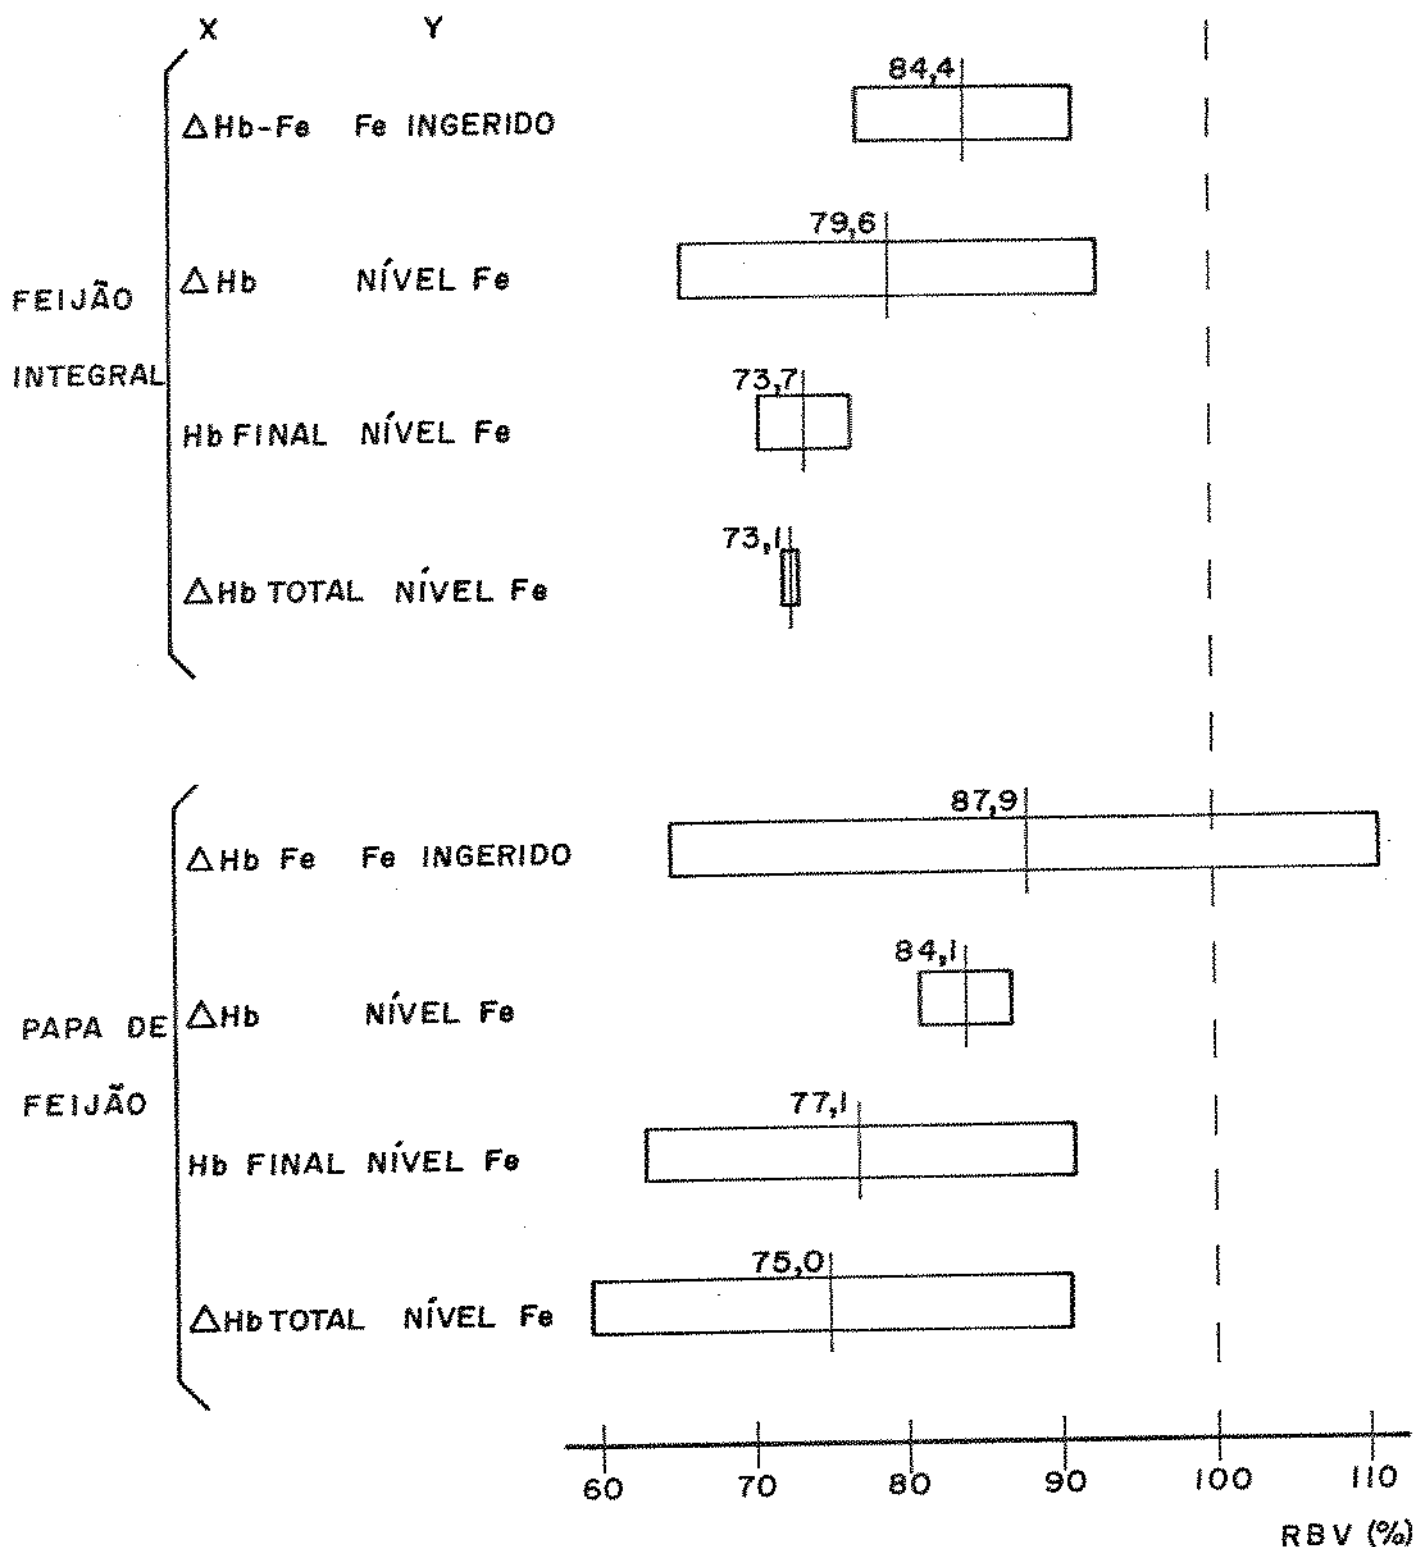 X Y
84,4
ΔHb-Fe Fe INGERIDO
79,6
ΔHb NÍVEL Fe
FEIJÃO
INTEGRAL
73,7
Hb FINAL NÍVEL Fe
73,1
ΔHb TOTAL NÍVEL Fe
87,9
ΔHb Fe Fe INGERIDO
84,1
ΔHb NÍVEL Fe
PAPA DE
FEIJÃO
77,1
Hb FINAL NÍVEL Fe
75,0
ΔHb TOTAL NÍVEL Fe
60 70 80 90 100 110
RBV (%)